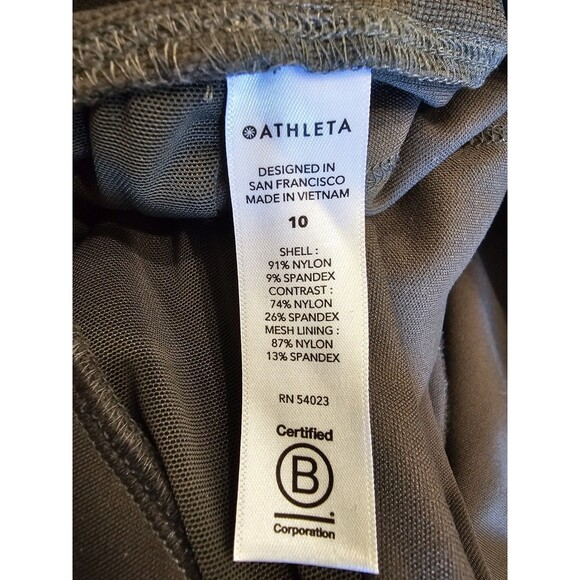 ATHLETA
DESIGNED IN
SAN FRANCISCO
MADE IN VIETNAM
10
SHELL :
91% NYLON
9% SPANDEX
CONTRAST :
74% NYLON
26% SPANDEX
MESH LINING :
87% NYLON
13% SPANDEX
RN 54023
Certified
B
Corporation